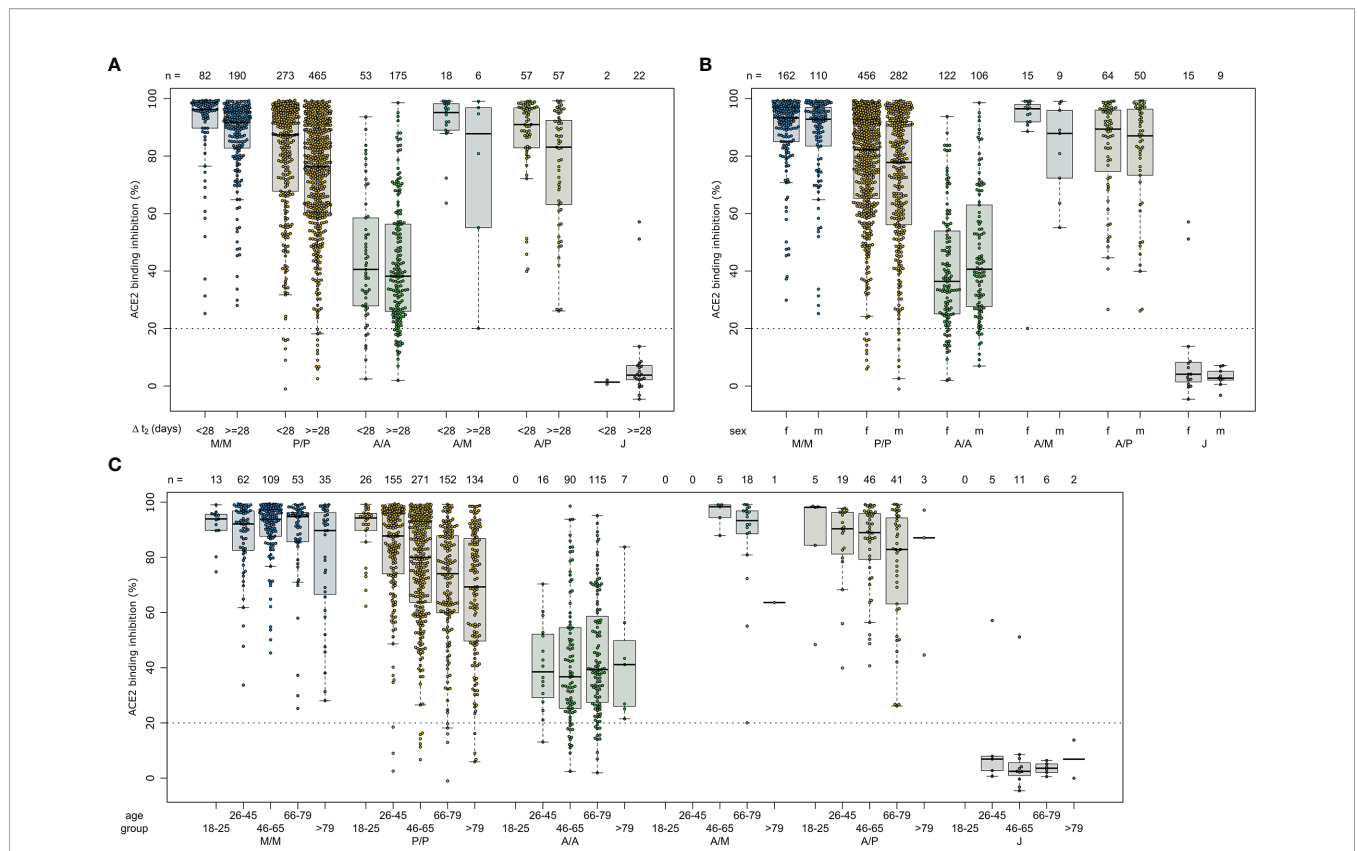 A
n = 82 190 273 465 53 175 18 6 57 57 2 22
ACE2 binding inhibition (%)
100
80
60
40
20
0
Δ t2 (days) <28 >=28 <28 >=28 <28 >=28 <28 >=28 <28 >=28 <28 >=28
M/M P/P A/A A/M A/P J
B
n = 162 110 456 282 122 106 15 9 64 50 15 9
ACE2 binding inhibition (%)
100
80
60
40
20
0
sex f m f m f m f m f m f m
M/M P/P A/A A/M A/P J
C
n = 13 62 109 53 35 26 155 271 152 134 0 16 90 115 7 0 0 5 18 1 5 19 46 41 3 0 5 11 6 2
ACE2 binding inhibition (%)
100
80
60
40
20
0
age 26-45 66-79 26-45 66-79 26-45 66-79 26-45 66-79 26-45 66-79 26-45 66-79
group 18-25 46-65 >79 18-25 46-65 >79 18-25 46-65 >79 18-25 46-65 >79 18-25 46-65 >79 18-25 46-65 >79
M/M P/P A/A A/M A/P J